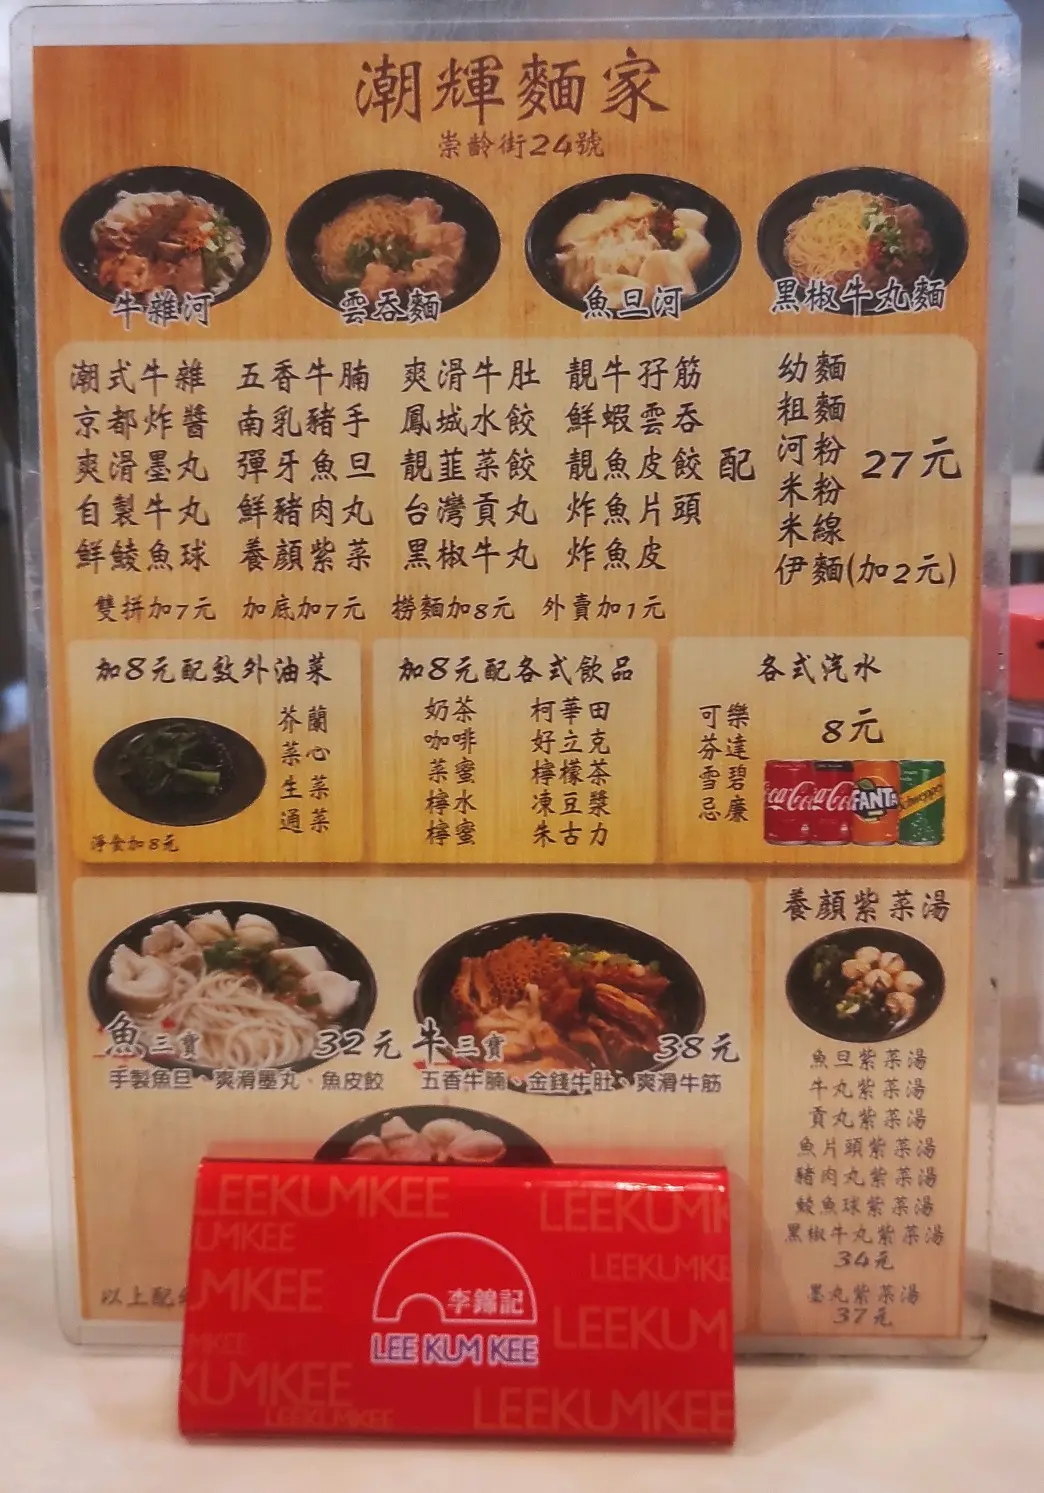 潮輝麵家
崇齡街24號
牛雜河
雲吞麵
魚旦河
黑椒牛丸麵
潮式牛雜 五香牛腩 爽滑牛肚 靚牛孖筋
京都炸醬 南乳豬手 鳳城水餃 鮮蝦雲吞
爽滑墨丸 彈牙魚旦 靚韮菜餃 靚魚皮餃
自製牛丸 鮮豬肉丸 台灣貢丸 炸魚片頭
鮮鯪魚球 養顏紫菜 黑椒牛丸 炸魚皮
配
幼麵
粗麵
河粉
米粉
米線
伊麵(加2元)
27元
雙拼加7元 加底加7元 撈麵加8元 外賣加1元
加8元配效外油菜
芥蘭
菜心
生菜
通菜
淨食加8元
加8元配各式飲品
奶茶 柯華田
咖啡 好立克
菜蜜 檸檬茶
檸水 凍豆漿
檸蜜 朱古力
各式汽水
可樂
芬達
雪碧
忌廉
8元
Coca-Cola
FANTA
Schweppes
魚三寶 32元
手製魚旦、爽滑墨丸、魚皮餃
牛三寶 38元
五香牛腩、金錢牛肚、爽滑牛筋
以上配
養顏紫菜湯
魚旦紫菜湯
牛丸紫菜湯
貢丸紫菜湯
魚片頭紫菜湯
豬肉丸紫菜湯
鯪魚球紫菜湯
黑椒牛丸紫菜湯
34元
墨丸紫菜湯
37元
李錦記
LEE KUM KEE